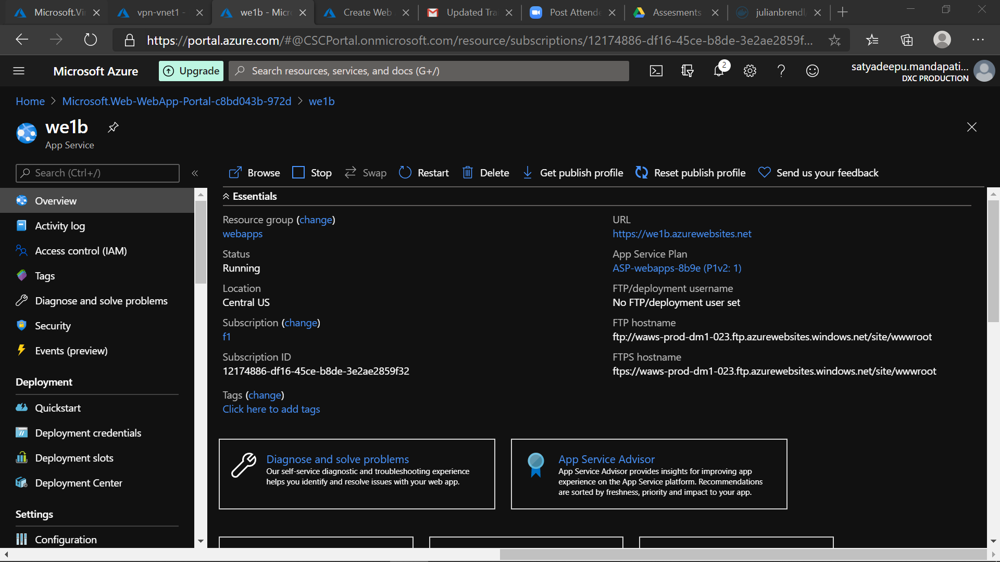 Microsoft.Vi
vpn-vnet1 -
we1b - Micr
Create Web
Updated Tra
Post Attende
Assesments
julianbrendl
https://portal.azure.com/#@CSCPortal.onmicrosoft.com/resource/subscriptions/12174886-df16-45ce-b8de-3e2ae2859f...
Microsoft Azure
Upgrade
Search resources, services, and docs (G+/)
2
satyadeepu.mandapati...
DXC PRODUCTION
Home > Microsoft.Web-WebApp-Portal-c8bd043b-972d > we1b
we1b
App Service
Search (Ctrl+/)
Browse
Stop
Swap
Restart
Delete
Get publish profile
Reset publish profile
Send us your feedback
Overview
Activity log
Access control (IAM)
Tags
Diagnose and solve problems
Security
Events (preview)
Deployment
Quickstart
Deployment credentials
Deployment slots
Deployment Center
Settings
Configuration
Essentials
Resource group (change)
webapps
Status
Running
Location
Central US
Subscription (change)
f1
Subscription ID
12174886-df16-45ce-b8de-3e2ae2859f32
Tags (change)
Click here to add tags
URL
https://we1b.azurewebsites.net
App Service Plan
ASP-webapps-8b9e (P1v2: 1)
FTP/deployment username
No FTP/deployment user set
FTP hostname
ftp://waws-prod-dm1-023.ftp.azurewebsites.windows.net/site/wwwroot
FTPS hostname
ftps://waws-prod-dm1-023.ftp.azurewebsites.windows.net/site/wwwroot
Diagnose and solve problems
Our self-service diagnostic and troubleshooting experience
helps you identify and resolve issues with your web app.
App Service Advisor
App Service Advisor provides insights for improving app
experience on the App Service platform. Recommendations
are sorted by freshness, priority and impact to your app.